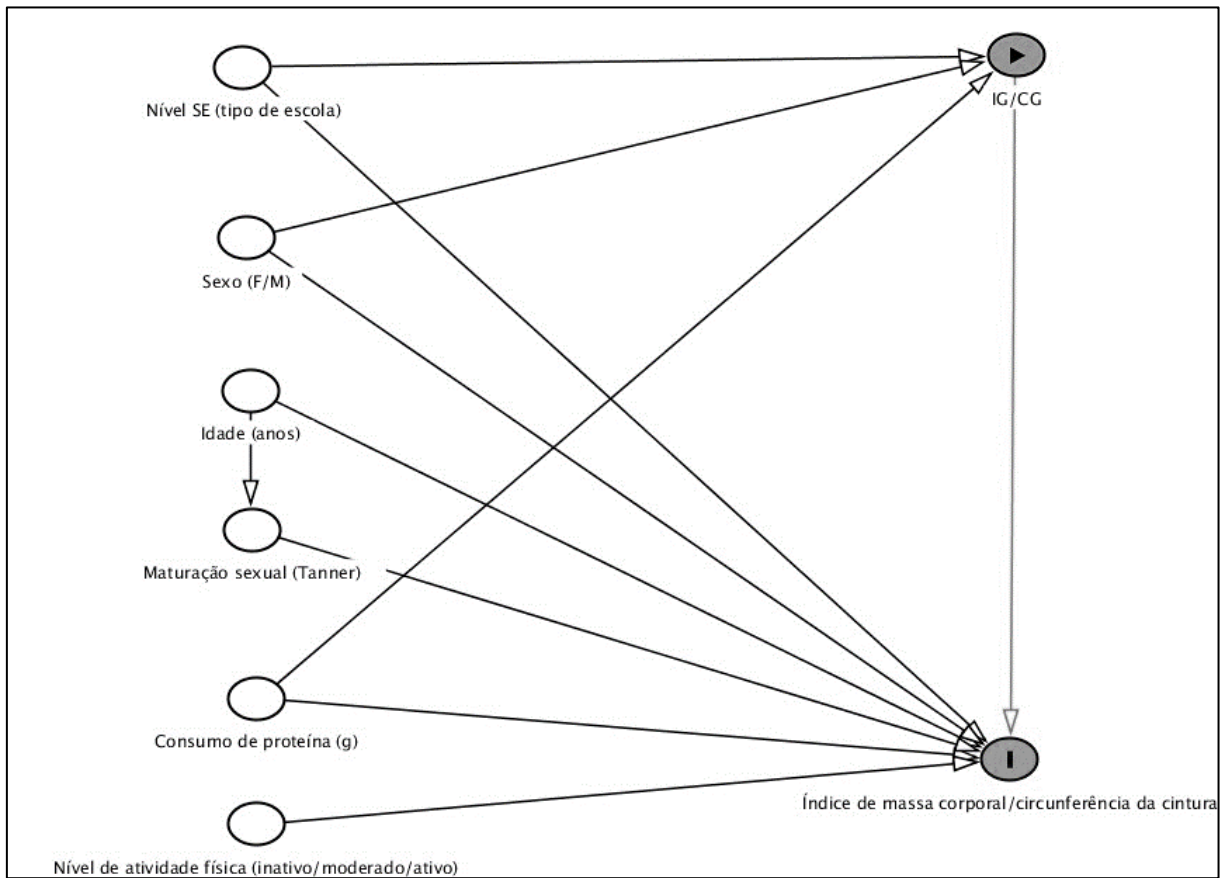 Nível SE (tipo de escola)
IG/CG
Sexo (F/M)
Idade (anos)
Maturação sexual (Tanner)
Consumo de proteína (g)
Índice de massa corporal/circunferência da cintura
Nível de atividade física (inativo/moderado/ativo)